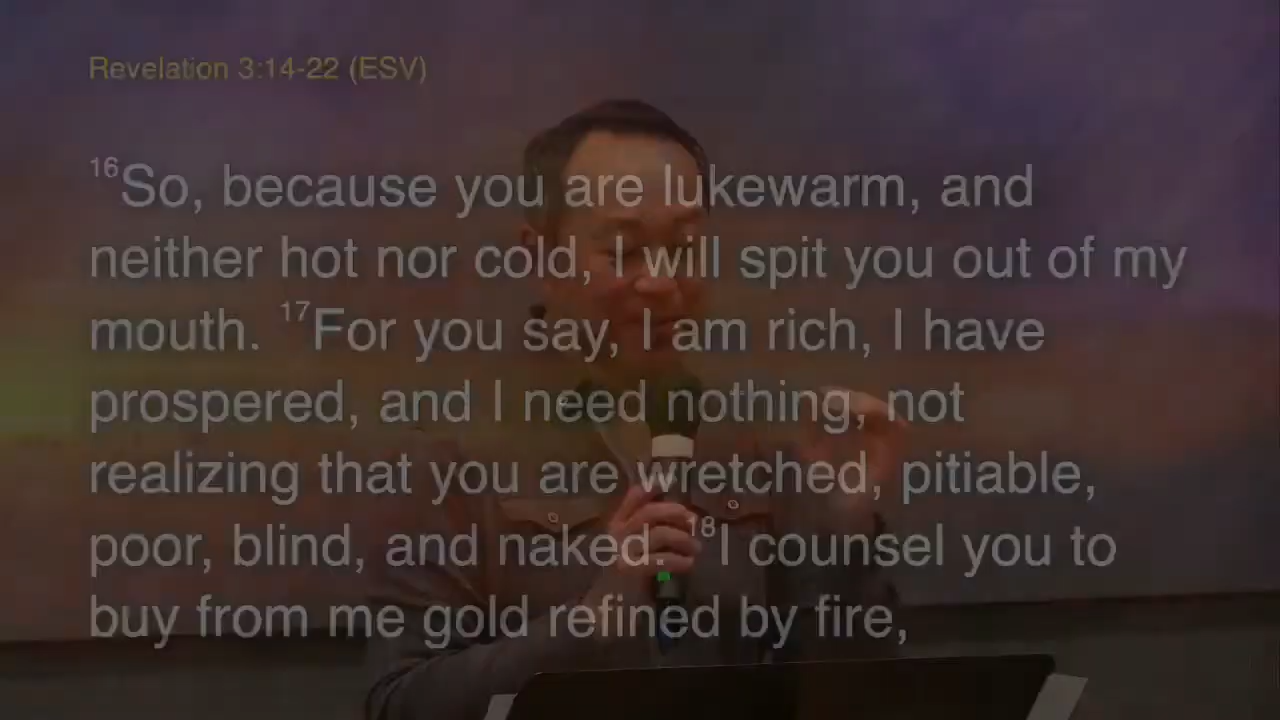 Revelation 3:14-22 (ESV)
16So, because you are lukewarm, and
neither hot nor cold, I will spit you out of my
mouth. 17For you say, I am rich, I have
prospered, and I need nothing, not
realizing that you are wretched, pitiable,
poor, blind, and naked. 18I counsel you to
buy from me gold refined by fire,